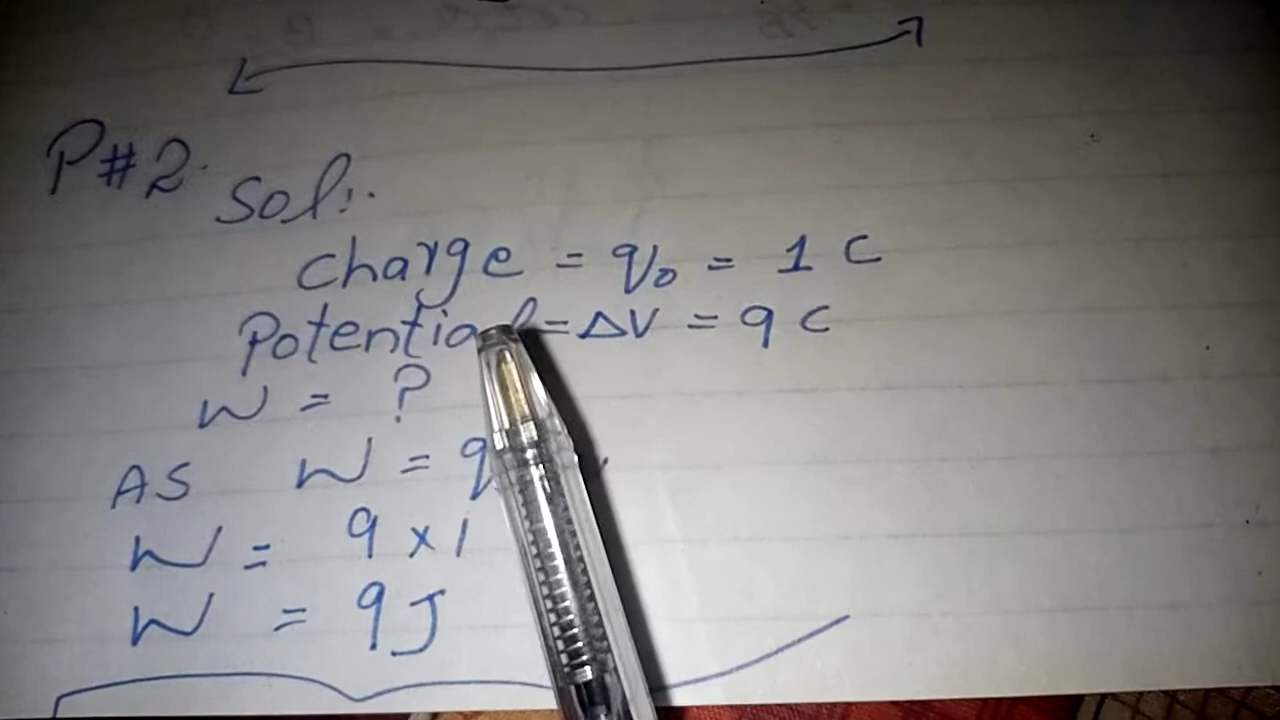 P#2.
Sol:.
Charge = q₀ = 1 C
Potential = ΔV = 9 C
W = ?
AS W = q
W = 9 × 1
W = 9J